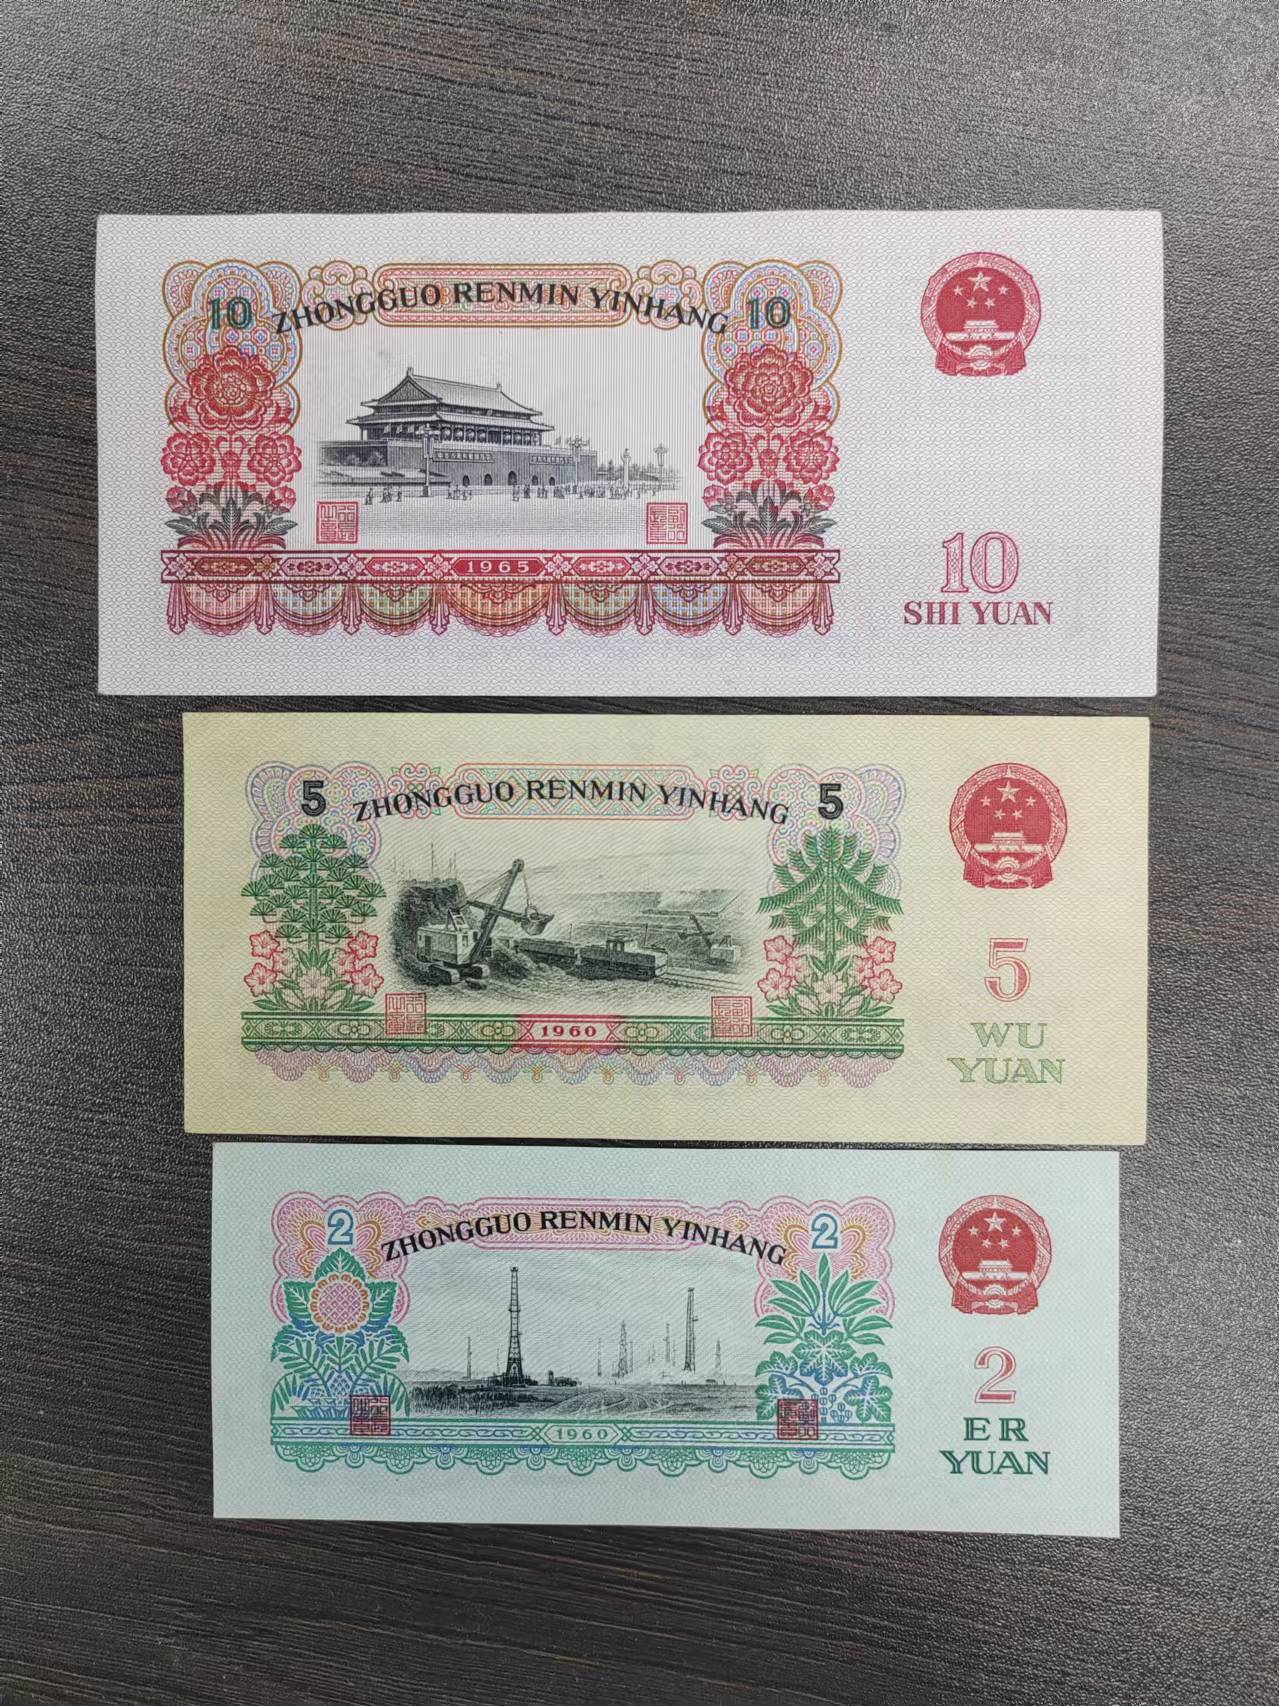 10 ZHONGGUO RENMIN YINHANG 10
1965
10
SHI YUAN
5 ZHONGGUO RENMIN YINHANG 5
1960
5
WU
YUAN
2 ZHONGGUO RENMIN YINHANG 2
1960
2
ER
YUAN